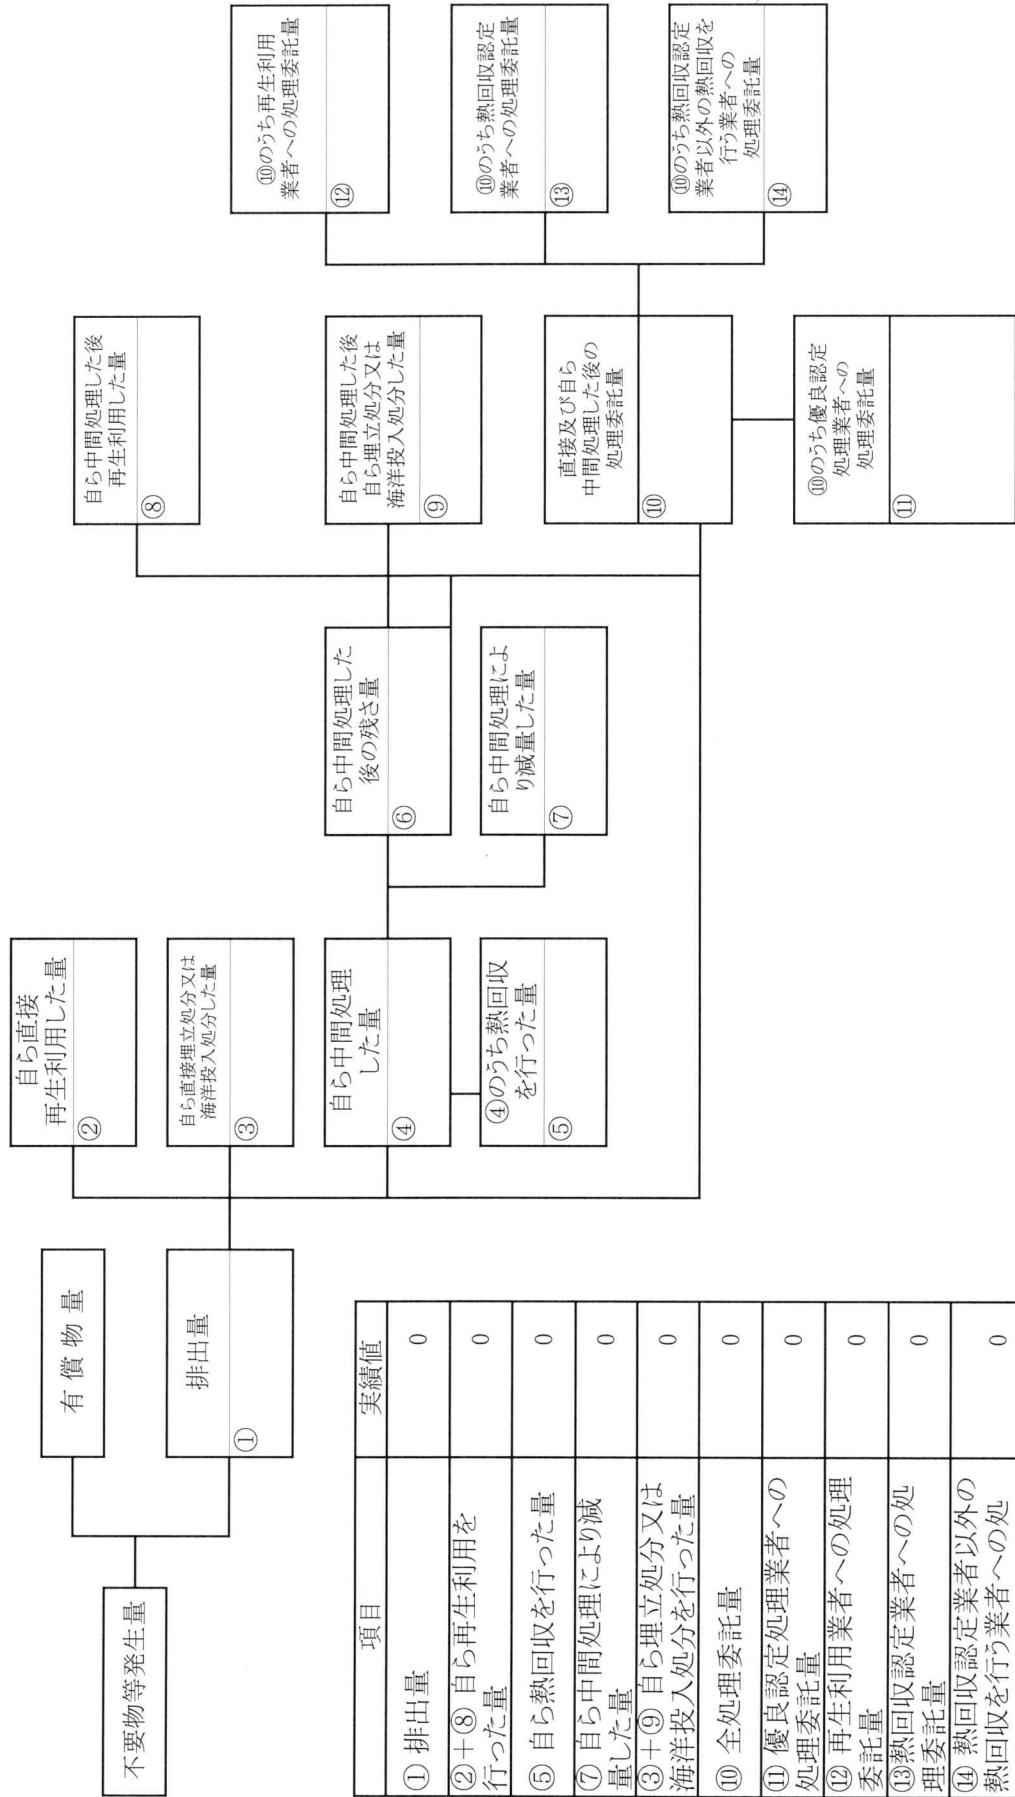 不要物等発生量
有償物量
排出量
①
自ら直接
再生利用した量
②
自ら直接埋立処分又は
海洋投入処分した量
③
自ら中間処理
した量
④
④のうち熱回収
を行った量
⑤
自ら中間処理した
後の残さ量
⑥
自ら中間処理によ
り減量した量
⑦
自ら中間処理した後
再生利用した量
⑧
自ら中間処理した後
自ら埋立処分又は
海洋投入処分した量
⑨
直接及び自ら
中間処理した後の
処理委託量
⑩
⑩のうち優良認定
処理業者への
処理委託量
⑪
⑩のうち再生利用
業者への処理委託量
⑫
⑩のうち熱回収認定
業者への処理委託量
⑬
⑩のうち熱回収認定
業者以外の熱回収を
行う業者への
処理委託量
⑭
項目 実績値
① 排出量 0
②+⑧ 自ら再生利用を
行った量 0
⑤ 自ら熱回収を行った量 0
⑦ 自ら中間処理により減
量した量 0
③+⑨ 自ら埋立処分又は
海洋投入処分を行った量 0
⑩ 全処理委託量 0
⑪ 優良認定処理業者への
処理委託量 0
⑫ 再生利用業者への処理
委託量 0
⑬熱回収認定業者への処
理委託量 0
⑭ 熱回収認定業者以外の
熱回収を行う業者への処 0